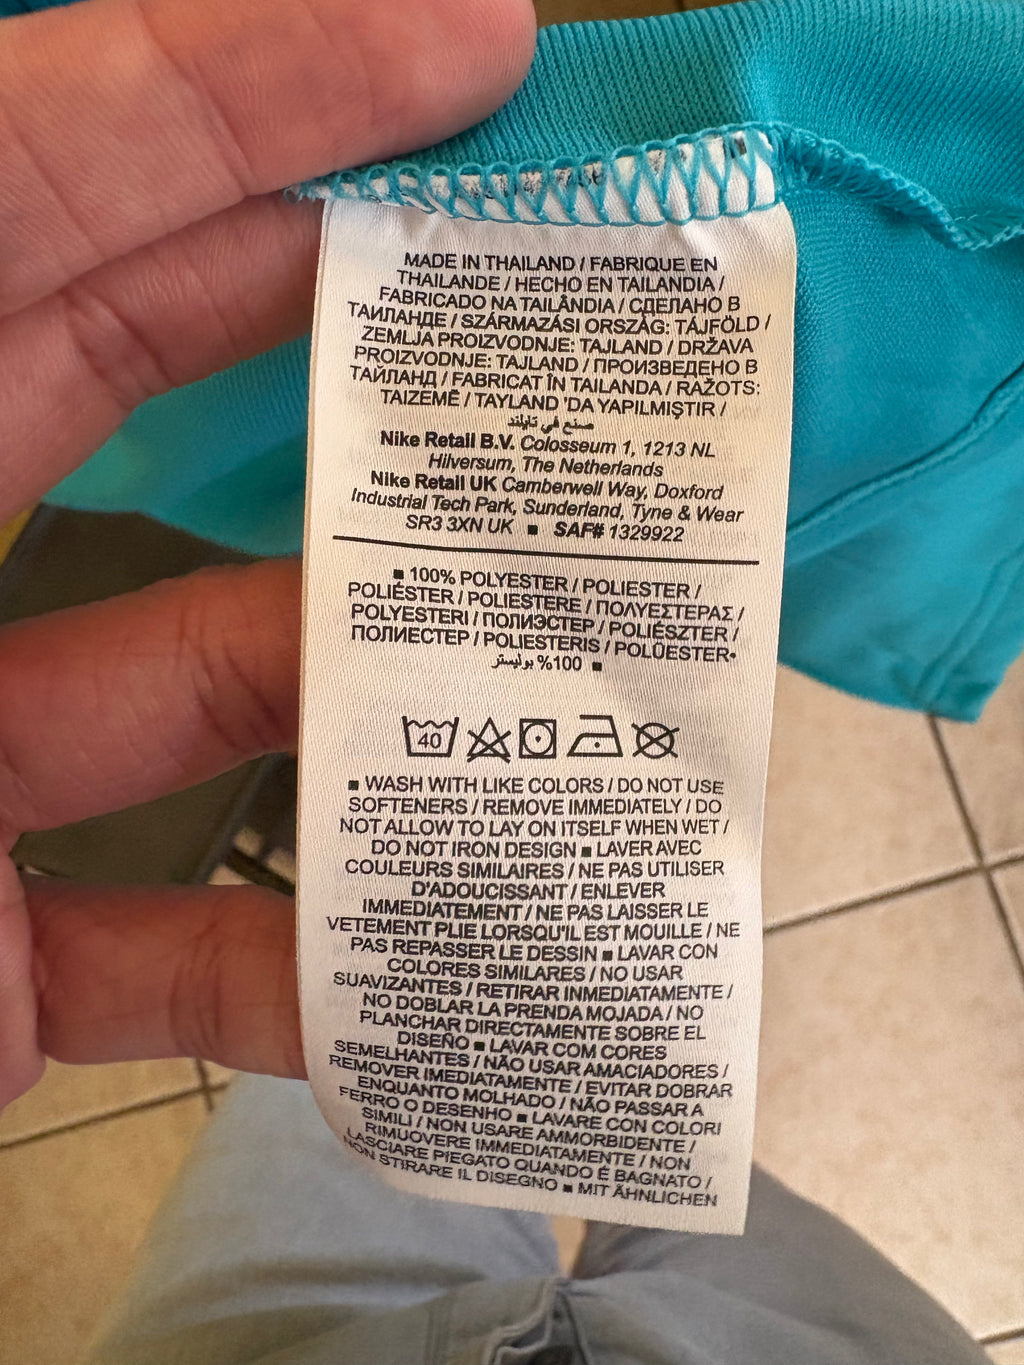 MADE IN THAILAND / FABRIQUE EN
THAILANDE / HECHO EN TAILANDIA /
FABRICADO NA TAILÂNDIA / СДЕЛАНО В
ТАИЛАНДЕ / SZÁRMAZÁSI ORSZÁG: TÁJFÖLD /
ZEMLJA PROIZVODNJE: TAJLAND / DRŽAVA
PROIZVODNJE: TAJLAND / ПРОИЗВЕДЕНО В
ТАЙЛАНД / FABRICAT ÎN TAILANDA / RAŽOTS:
TAIZEMĒ / TAYLAND 'DA YAPILMIŞTIR /
صنع في تايلند
Nike Retail B.V. Colosseum 1, 1213 NL
Hilversum, The Netherlands
Nike Retail UK Camberwell Way, Doxford
Industrial Tech Park, Sunderland, Tyne & Wear
SR3 3XN UK ■ SAF# 1329922
■ 100% POLYESTER / POLIESTER /
POLIÉSTER / POLIESTERE / ΠΟΛΥΕΣΤΕΡΑΣ /
POLYESTERI / ПОЛИЭСТЕР / POLIÉSZTER /
ПОЛИЕСТЕР / POLIESTERIS / POLÜESTER•
100% بوليستر ■
40
■ WASH WITH LIKE COLORS / DO NOT USE
SOFTENERS / REMOVE IMMEDIATELY / DO
NOT ALLOW TO LAY ON ITSELF WHEN WET /
DO NOT IRON DESIGN ■ LAVER AVEC
COULEURS SIMILAIRES / NE PAS UTILISER
D'ADOUCISSANT / ENLEVER
IMMEDIATEMENT / NE PAS LAISSER LE
VETEMENT PLIE LORSQU'IL EST MOUILLE / NE
PAS REPASSER LE DESSIN ■ LAVAR CON
COLORES SIMILARES / NO USAR
SUAVIZANTES / RETIRAR INMEDIATAMENTE /
NO DOBLAR LA PRENDA MOJADA / NO
PLANCHAR DIRECTAMENTE SOBRE EL
DISEÑO ■ LAVAR COM CORES
SEMELHANTES / NÃO USAR AMACIADORES /
REMOVER IMEDIATAMENTE / EVITAR DOBRAR
ENQUANTO MOLHADO / NÃO PASSAR A
FERRO O DESENHO ■ LAVARE CON COLORI
SIMILI / NON USARE AMMORBIDENTE /
RIMUOVERE IMMEDIATAMENTE / NON
LASCIARE PIEGATO QUANDO É BAGNATO /
NON STIRARE IL DISEGNO ■ MIT ÄHNLICHEN